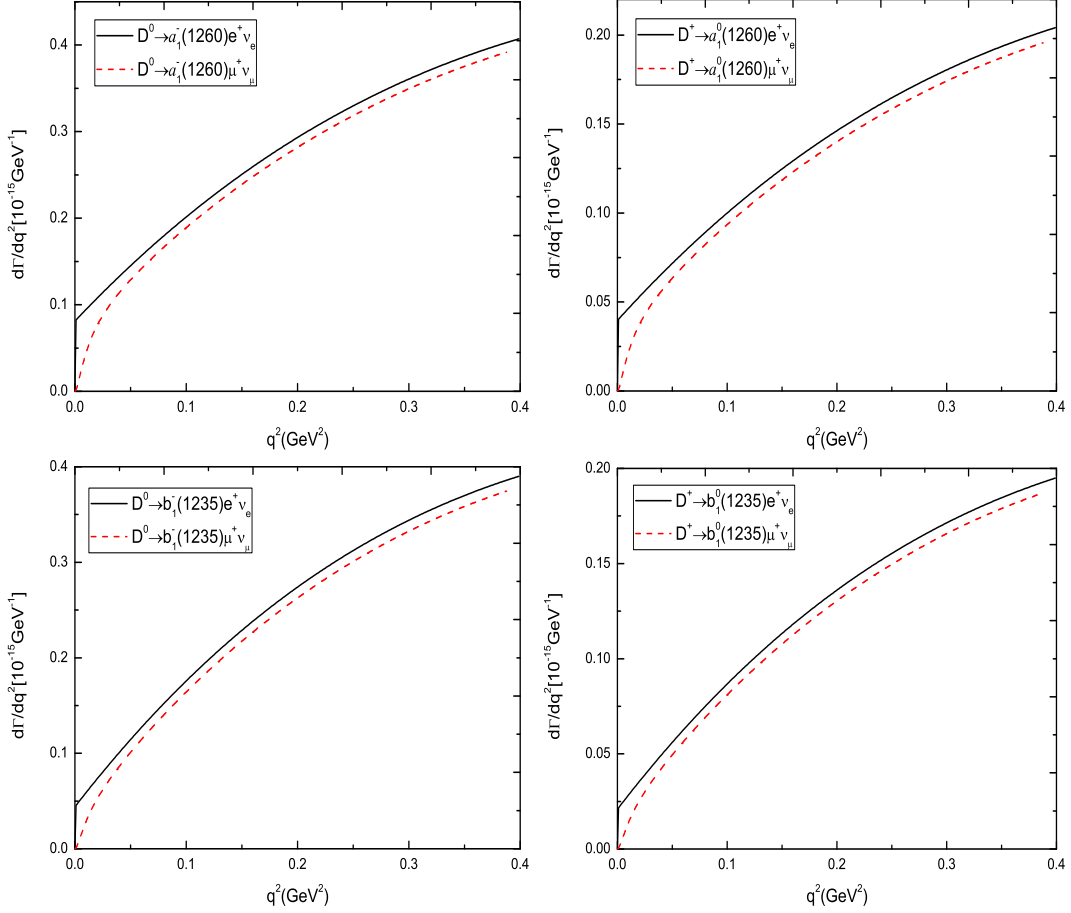 D⁰→a₁⁻(1260)e⁺νₑ
D⁰→a₁⁻(1260)μ⁺ν_μ
0.4
0.3
0.2
0.1
0.0
dΓ/dq²[10⁻¹⁵GeV⁻¹]
0.0 0.1 0.2 0.3 0.4
q²(GeV²)
D⁺→a₁⁰(1260)e⁺νₑ
D⁺→a₁⁰(1260)μ⁺ν_μ
0.20
0.15
0.10
0.05
0.00
dΓ/dq²[10⁻¹⁵GeV⁻¹]
0.0 0.1 0.2 0.3 0.4
q²(GeV²)
D⁰→b₁⁻(1235)e⁺νₑ
D⁰→b₁⁻(1235)μ⁺ν_μ
0.4
0.3
0.2
0.1
0.0
dΓ/dq²[10⁻¹⁵GeV⁻¹]
0.0 0.1 0.2 0.3 0.4
q²(GeV²)
D⁺→b₁⁰(1235)e⁺νₑ
D⁺→b₁⁰(1235)μ⁺ν_μ
0.20
0.15
0.10
0.05
0.00
dΓ/dq²[10⁻¹⁵GeV⁻¹]
0.0 0.1 0.2 0.3 0.4
q²(GeV²)